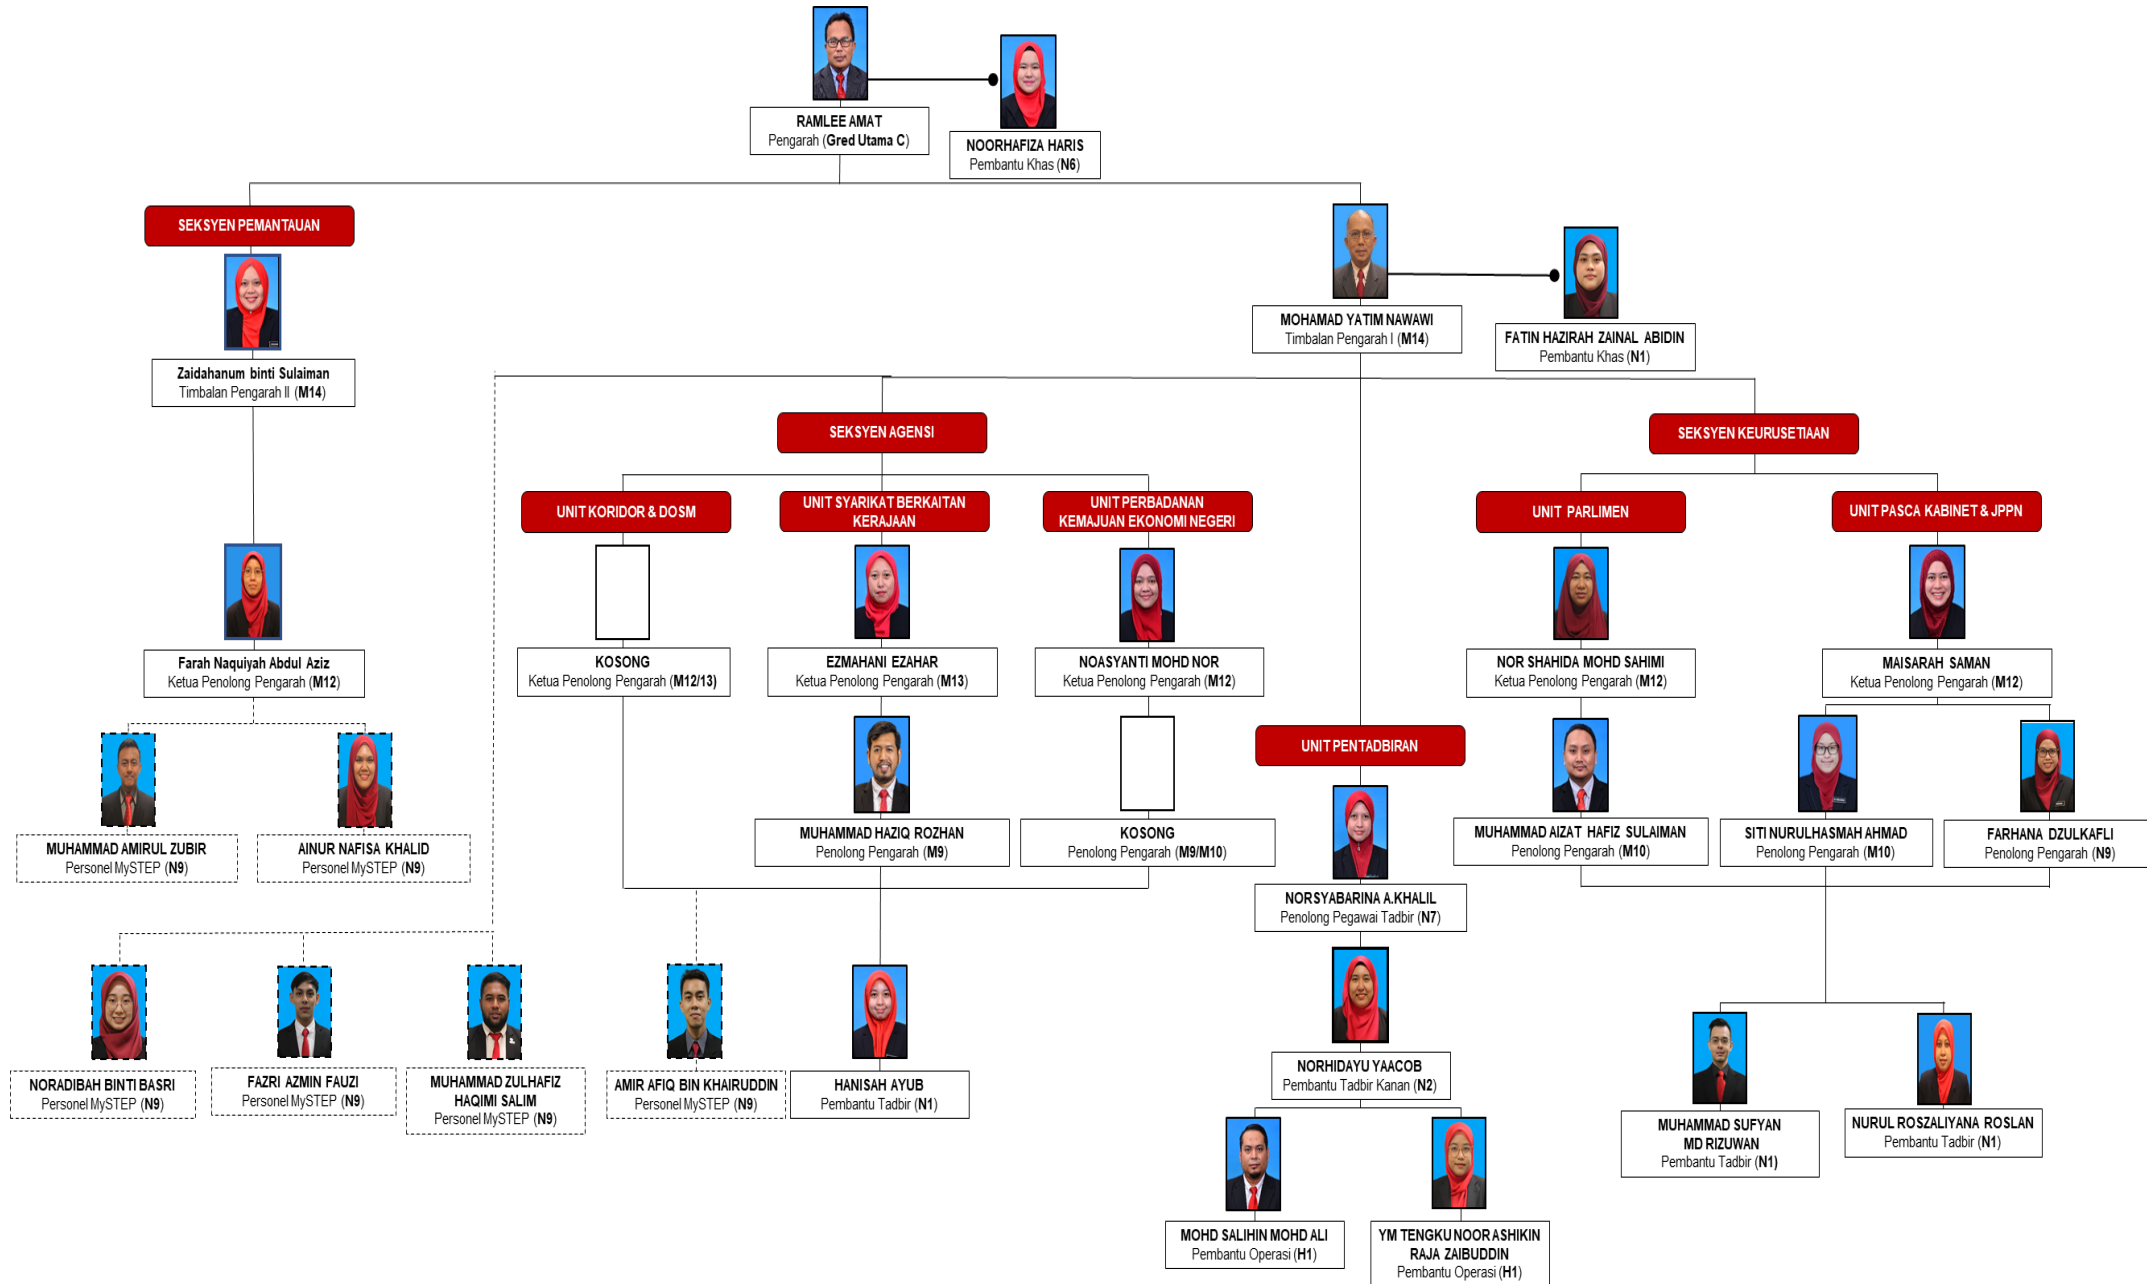 RAMLEE AMAT
Pengarah (Gred Utama C)
NOORHAFIZA HARIS
Pembantu Khas (N6)
SEKSYEN PEMANTAUAN
Zaidahanum binti Sulaiman
Timbalan Pengarah II (M14)
MOHAMAD YATIM NAWAWI
Timbalan Pengarah I (M14)
FATIN HAZIRAH ZAINAL ABIDIN
Pembantu Khas (N1)
SEKSYEN AGENSI
SEKSYEN KEURUSETIAAN
UNIT KORIDOR & DOSM
UNIT SYARIKAT BERKAITAN
KERAJAAN
UNIT PERBADANAN
KEMAJUAN EKONOMI NEGERI
UNIT PARLIMEN
UNIT PASCA KABINET & JPPN
Farah Naquiyah Abdul Aziz
Ketua Penolong Pengarah (M12)
KOSONG
Ketua Penolong Pengarah (M12/13)
EZMAHANI EZAHAR
Ketua Penolong Pengarah (M13)
NOASYANTI MOHD NOR
Ketua Penolong Pengarah (M12)
NOR SHAHIDA MOHD SAHIMI
Ketua Penolong Pengarah (M12)
MAISARAH SAMAN
Ketua Penolong Pengarah (M12)
UNIT PENTADBIRAN
MUHAMMAD AMIRUL ZUBIR
Personel MySTEP (N9)
AINUR NAFISA KHALID
Personel MySTEP (N9)
MUHAMMAD HAZIQ ROZHAN
Penolong Pengarah (M9)
KOSONG
Penolong Pengarah (M9/M10)
MUHAMMAD AIZAT HAFIZ SULAIMAN
Penolong Pengarah (M10)
SITI NURULHASMAH AHMAD
Penolong Pengarah (M10)
FARHANA DZULKAFLI
Penolong Pengarah (N9)
NORSYABARINA A.KHALIL
Penolong Pegawai Tadbir (N7)
NORADIBAH BINTI BASRI
Personel MySTEP (N9)
FAZRI AZMIN FAUZI
Personel MySTEP (N9)
MUHAMMAD ZULHAFIZ
HAQIMI SALIM
Personel MySTEP (N9)
AMIR AFIQ BIN KHAIRUDDIN
Personel MySTEP (N9)
HANISAH AYUB
Pembantu Tadbir (N1)
NORHIDAYU YAACOB
Pembantu Tadbir Kanan (N2)
MUHAMMAD SUFYAN
MD RIZUWAN
Pembantu Tadbir (N1)
NURUL ROSZALIYANA ROSLAN
Pembantu Tadbir (N1)
MOHD SALIHIN MOHD ALI
Pembantu Operasi (H1)
YM TENGKU NOOR ASHIKIN
RAJA ZAIBUDDIN
Pembantu Operasi (H1)